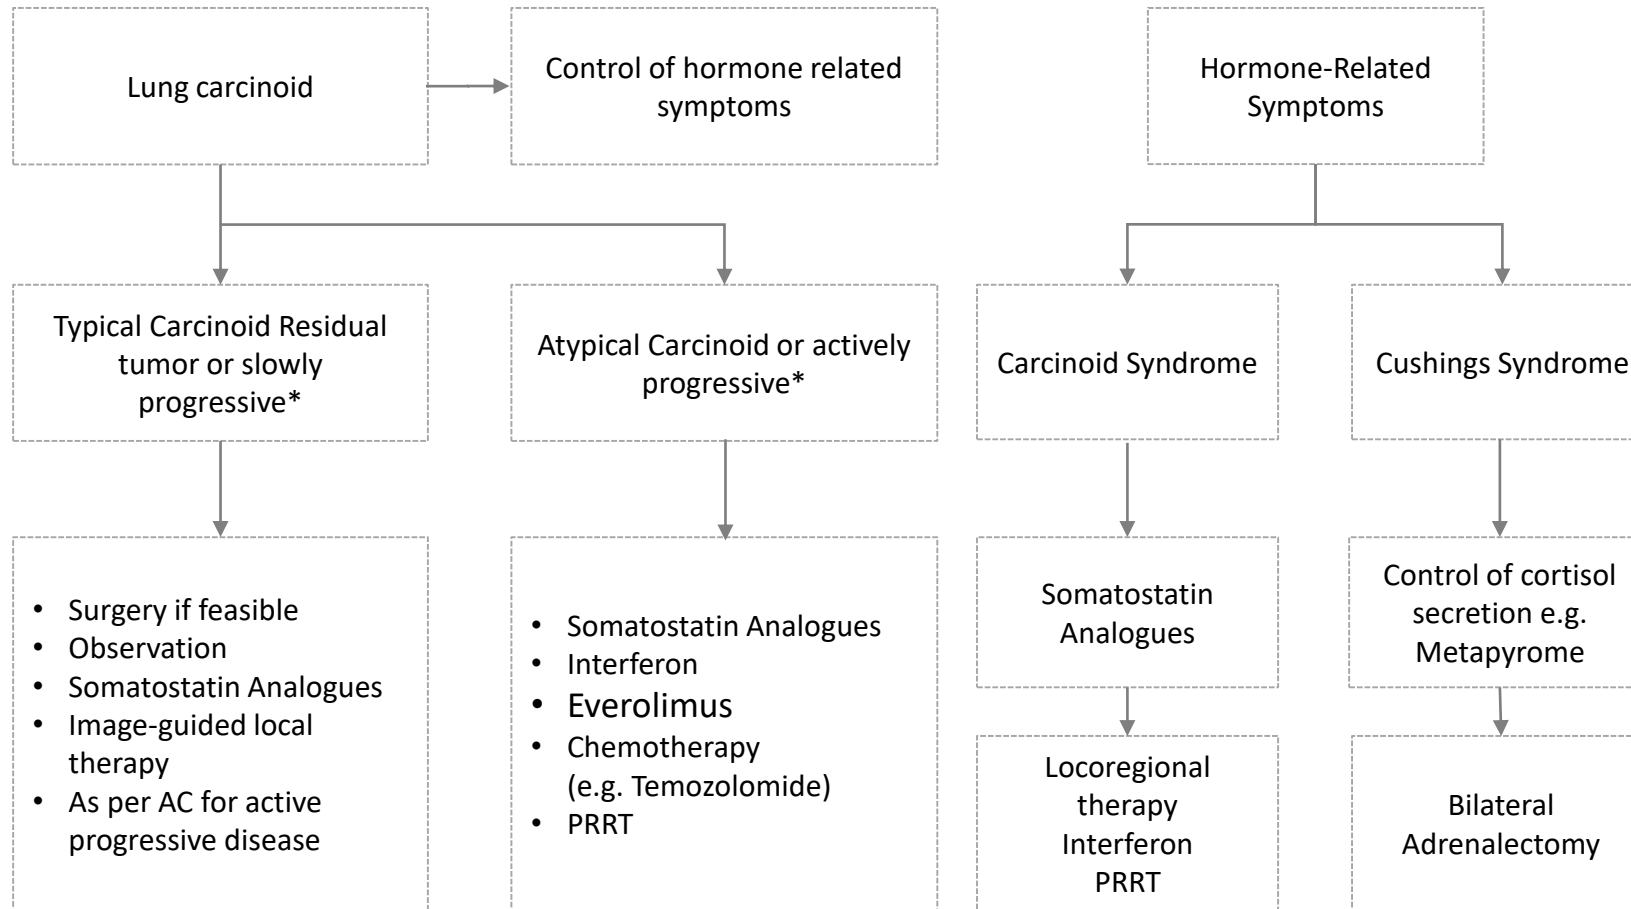 Lung carcinoid
Control of hormone related
symptoms
Hormone-Related
Symptoms
Typical Carcinoid Residual
tumor or slowly
progressive*
Atypical Carcinoid or actively
progressive*
Carcinoid Syndrome
Cushings Syndrome
• Surgery if feasible
• Observation
• Somatostatin Analogues
• Image-guided local
therapy
• As per AC for active
progressive disease
• Somatostatin Analogues
• Interferon
• Everolimus
• Chemotherapy
(e.g. Temozolomide)
• PRRT
Somatostatin
Analogues
Control of cortisol
secretion e.g.
Metapyrome
Locoregional
therapy
Interferon
PRRT
Bilateral
Adrenalectomy